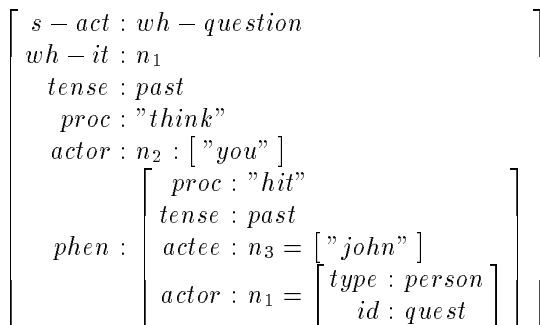 s − act : wh − question
wh − it : n1
tense : past
proc : "think"
actor : n2 : [ "you" ]
phen :
proc : "hit"
tense : past
actee : n3 = [ "john" ]
actor : n1 =
type : person
id : quest